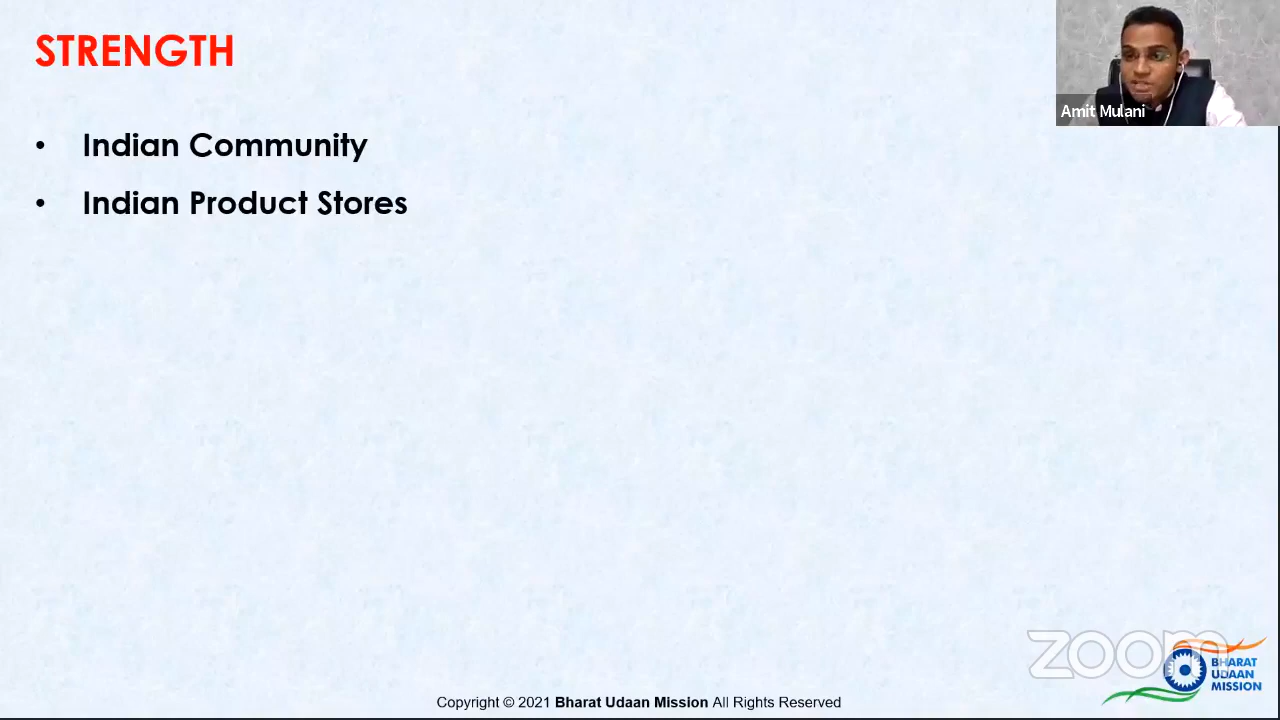 STRENGTH
Amit Mulani
• Indian Community
• Indian Product Stores
zoom
BHARAT
UDAAN
MISSION
Copyright © 2021 Bharat Udaan Mission All Rights Reserved